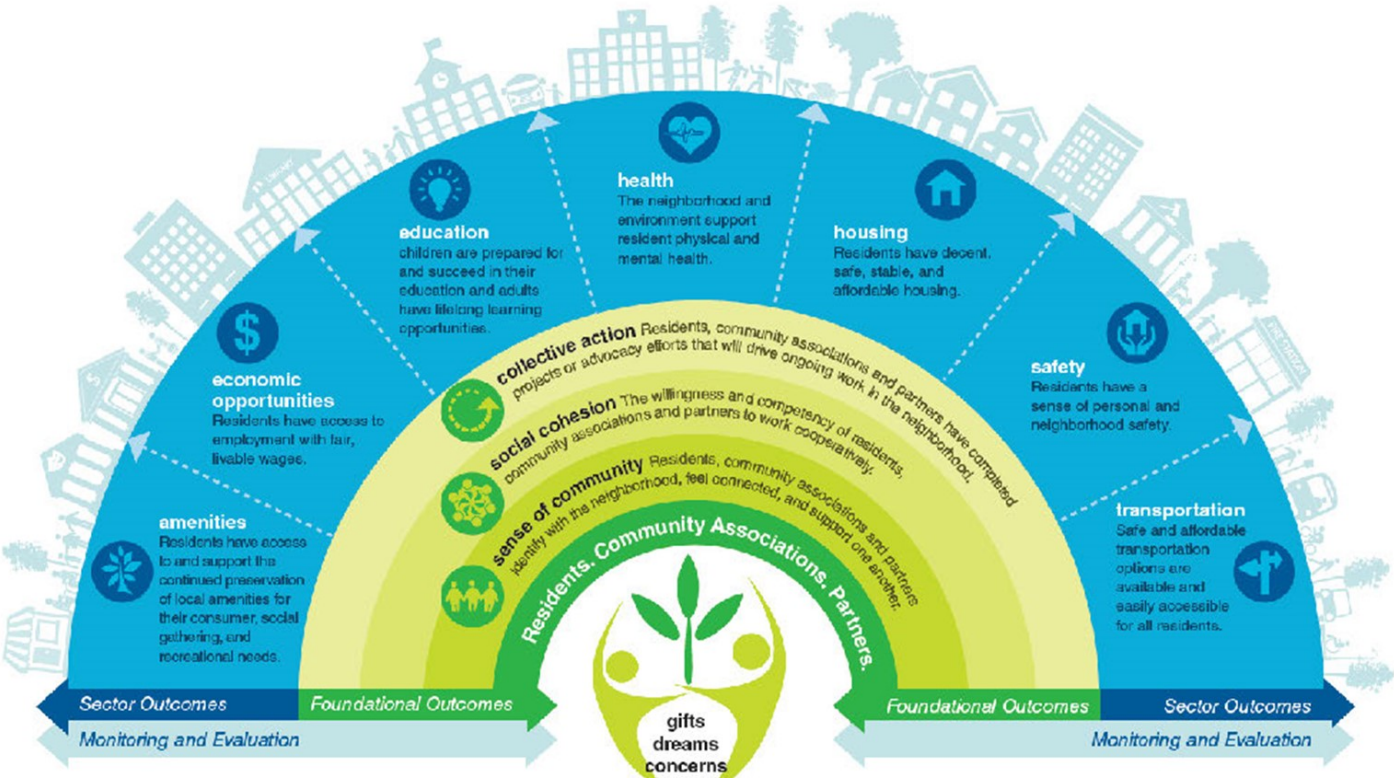 health
The neighborhood and
environment support
resident physical and
mental health.
education
children are prepared for
and succeed in their
education and adults
have lifelong learning
opportunities.
housing
Residents have decent,
safe, stable, and
affordable housing.
$
economic
opportunities
Residents have access to
employment with fair,
livable wages.
safety
Residents have a
sense of personal and
neighborhood safety.
amenities
Residents have access
to and support the
continued preservation
of local amenities for
their consumer, social
gathering, and
recreational needs.
transportation
Safe and affordable
transportation
options are
available and
easily accessible
for all residents.
collective action Residents, community associations and partners have completed
projects or advocacy efforts that will drive ongoing work in the neighborhood.
social cohesion The willingness and competency of residents,
community associations and partners to work cooperatively.
sense of community Residents, community associations and partners
identify with the neighborhood, feel connected, and support one another.
Residents. Community Associations. Partners.
gifts
dreams
concerns
Sector Outcomes
Foundational Outcomes
Foundational Outcomes
Sector Outcomes
Monitoring and Evaluation
Monitoring and Evaluation